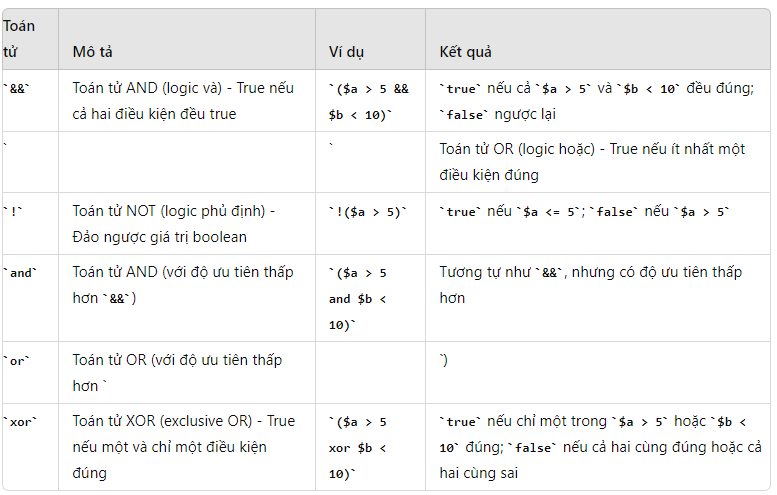 Toán
tử Mô tả Ví dụ Kết quả
`&&` Toán tử AND (logic và) - True nếu `($a > 5 && `true` nếu cả `$a > 5` và `$b < 10` đều đúng;
cả hai điều kiện đều true $b < 10)` `false` ngược lại
` ` Toán tử OR (logic hoặc) - True nếu ít nhất một
điều kiện đúng
`!` Toán tử NOT (logic phủ định) - `!($a > 5)` `true` nếu `$a <= 5`; `false` nếu `$a > 5`
Đảo ngược giá trị boolean
`and` Toán tử AND (với độ ưu tiên thấp `($a > 5 Tương tự như `&&`, nhưng có độ ưu tiên thấp
hơn `&&`) and $b < hơn
10)`
`or` Toán tử OR (với độ ưu tiên thấp `)
hơn `
`xor` Toán tử XOR (exclusive OR) - True `($a > 5 `true` nếu chỉ một trong `$a > 5` hoặc `$b <
nếu một và chỉ một điều kiện xor $b < 10` đúng; `false` nếu cả hai cùng đúng hoặc cả
đúng 10)` hai cùng sai